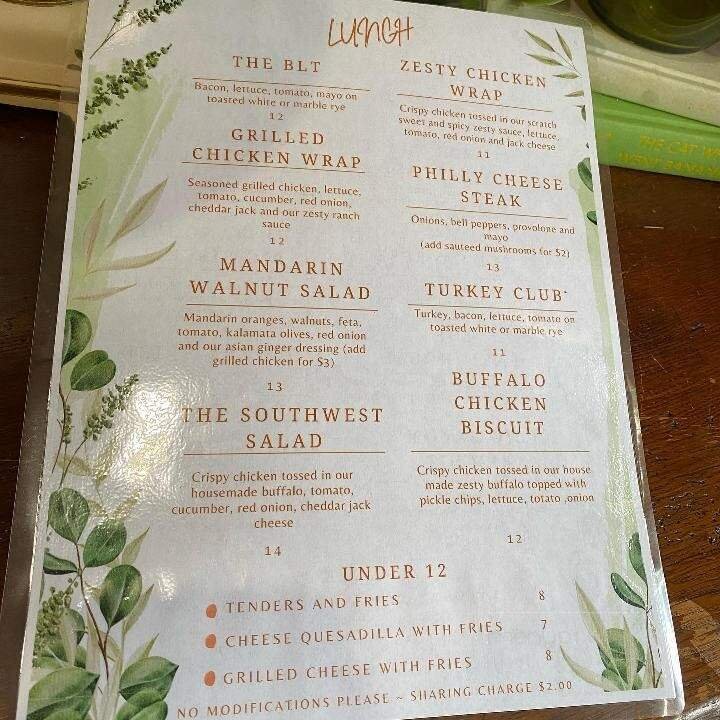 LUNCH
THE BLT
Bacon, lettuce, tomato, mayo on
toasted white or marble rye
12
GRILLED
CHICKEN WRAP
Seasoned grilled chicken, lettuce,
tomato, cucumber, red onion,
cheddar jack and our zesty ranch
sauce
12
MANDARIN
WALNUT SALAD
Mandarin oranges, walnuts, feta,
tomato, kalamata olives, red onion
and our asian ginger dressing (add
grilled chicken for $3)
13
THE SOUTHWEST
SALAD
Crispy chicken tossed in our
housemade buffalo, tomato,
cucumber, red onion, cheddar jack
cheese
14
ZESTY CHICKEN
WRAP
Crispy chicken tossed in our scratch
sweet and spicy zesty sauce, lettuce,
tomato, red onion and jack cheese
11
PHILLY CHEESE
STEAK
Onions, bell peppers, provolone and
mayo
(add sauteed mushrooms for $2)
13
TURKEY CLUB*
Turkey, bacon, lettuce, tomato on
toasted white or marble rye
11
BUFFALO
CHICKEN
BISCUIT
Crispy chicken tossed in our house
made zesty buffalo topped with
pickle chips, lettuce, totato ,onion
12
UNDER 12
TENDERS AND FRIES 8
CHEESE QUESADILLA WITH FRIES 7
GRILLED CHEESE WITH FRIES 8
NO MODIFICATIONS PLEASE ~ SHARING CHARGE $2.00
THE CAT W
WENT BANAN